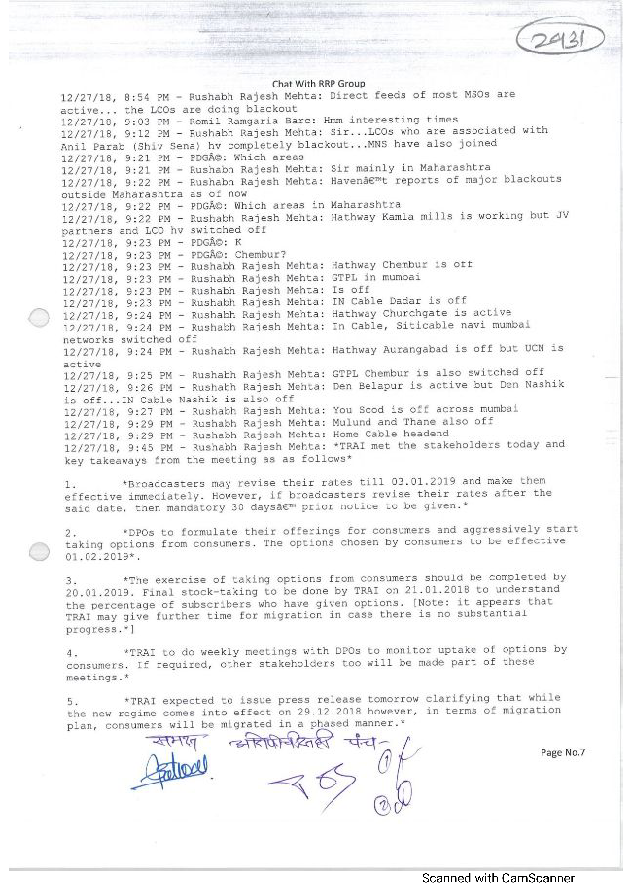 2931
Chat With RRP Group
12/27/18, 8:54 PM - Rushabh Rajesh Mehta: Direct feeds of most MSOs are
active... the LCOs are doing blackout
12/27/18, 9:03 PM - Romil Ramgaria Barc: Hmm interesting times
12/27/18, 9:12 PM - Rushabh Rajesh Mehta: Sir...LCOs who are associated with
Anil Parab (Shiv Sena) hv completely blackout...MNS have also joined
12/27/18, 9:21 PM - PDGÂ©: Which areas
12/27/18, 9:21 PM - Rushabh Rajesh Mehta: Sir mainly in Maharashtra
12/27/18, 9:22 PM - Rushabh Rajesh Mehta: Havenâ€™t reports of major blackouts
outside Maharashtra as of now
12/27/18, 9:22 PM - PDGÂ©: Which areas in Maharashtra
12/27/18, 9:22 PM - Rushabh Rajesh Mehta: Hathway Kamla mills is working but JV
partners and LCO hv switched off
12/27/18, 9:23 PM - PDGÂ©: K
12/27/18, 9:23 PM - PDGÂ©: Chembur?
12/27/18, 9:23 PM - Rushabh Rajesh Mehta: Hathway Chembur is off
12/27/18, 9:23 PM - Rushabh Rajesh Mehta: GTPL in mumbai
12/27/18, 9:23 PM - Rushabh Rajesh Mehta: Is off
12/27/18, 9:23 PM - Rushabh Rajesh Mehta: IN Cable Dadar is off
12/27/18, 9:24 PM - Rushabh Rajesh Mehta: Hathway Churchgate is active
12/27/18, 9:24 PM - Rushabh Rajesh Mehta: In Cable, Siticable navi mumbai
networks switched off
12/27/18, 9:24 PM - Rushabh Rajesh Mehta: Hathway Aurangabad is off but UCN is
active
12/27/18, 9:25 PM - Rushabh Rajesh Mehta: GTPL Chembur is also switched off
12/27/18, 9:26 PM - Rushabh Rajesh Mehta: Den Belapur is active but Den Nashik
is off...IN Cable Nashik is also off
12/27/18, 9:27 PM - Rushabh Rajesh Mehta: You Scod is off across mumbai
12/27/18, 9:29 PM - Rushabh Rajesh Mehta: Mulund and Thane also off
12/27/18, 9:29 PM - Rushabh Rajesh Mehta: Home Cable headend
12/27/18, 9:45 PM - Rushabh Rajesh Mehta: *TRAI met the stakeholders today and
key takeaways from the meeting as as follows*
1. *Broadcasters may revise their rates till 03.01.2019 and make them
effective immediately. However, if broadcasters revise their rates after the
said date, then mandatory 30 daysâ€™ prior notice to be given.*
2. *DPOs to formulate their offerings for consumers and aggressively start
taking options from consumers. The options chosen by consumers to be effective
01.02.2019*.
3. *The exercise of taking options from consumers should be completed by
20.01.2019. Final stock-taking to be done by TRAI on 21.01.2018 to understand
the percentage of subscribers who have given options. [Note: it appears that
TRAI may give further time for migration in case there is no substantial
progress.*]
4. *TRAI to do weekly meetings with DPOs to monitor uptake of options by
consumers. If required, other stakeholders too will be made part of these
meetings.*
5. *TRAI expected to issue press release tomorrow clarifying that while
the new regime comes into effect on 29.12.2018 however, in terms of migration
plan, consumers will be migrated in a phased manner.*
समक्ष पंच-
Page No.7
① ②
Scanned with CamScanner